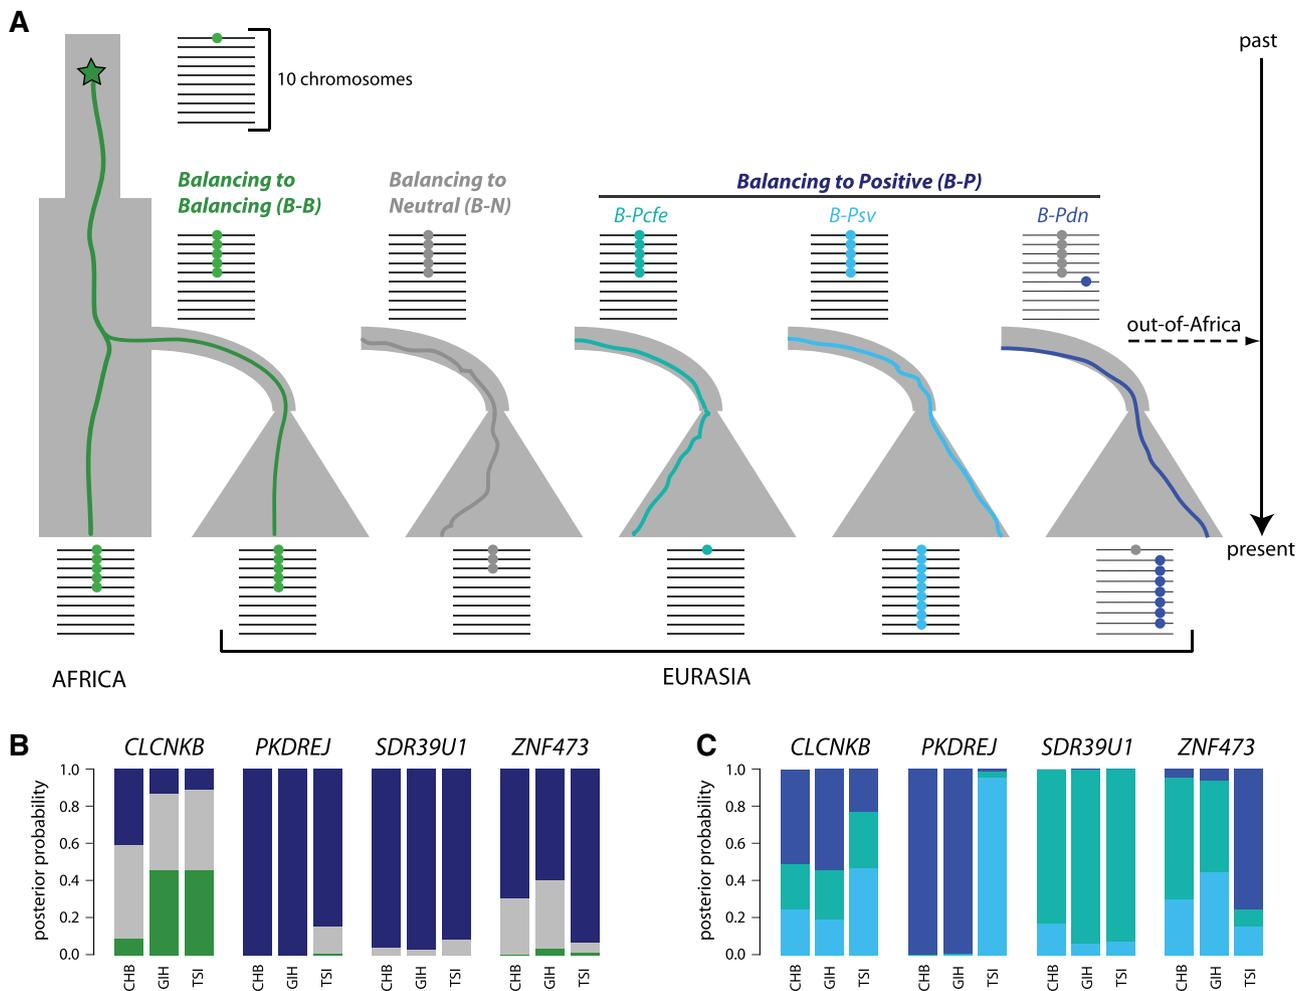 A
past
10 chromosomes
Balancing to
Balancing (B-B)
Balancing to
Neutral (B-N)
Balancing to Positive (B-P)
B-Pcfe
B-Psv
B-Pdn
out-of-Africa
present
AFRICA
EURASIA
B
CLCNKB PKDREJ SDR39U1 ZNF473
posterior probability
1.0
0.8
0.6
0.4
0.2
0.0
CHB GIH TSI CHB GIH TSI CHB GIH TSI CHB GIH TSI
C
CLCNKB PKDREJ SDR39U1 ZNF473
posterior probability
1.0
0.8
0.6
0.4
0.2
0.0
CHB GIH TSI CHB GIH TSI CHB GIH TSI CHB GIH TSI